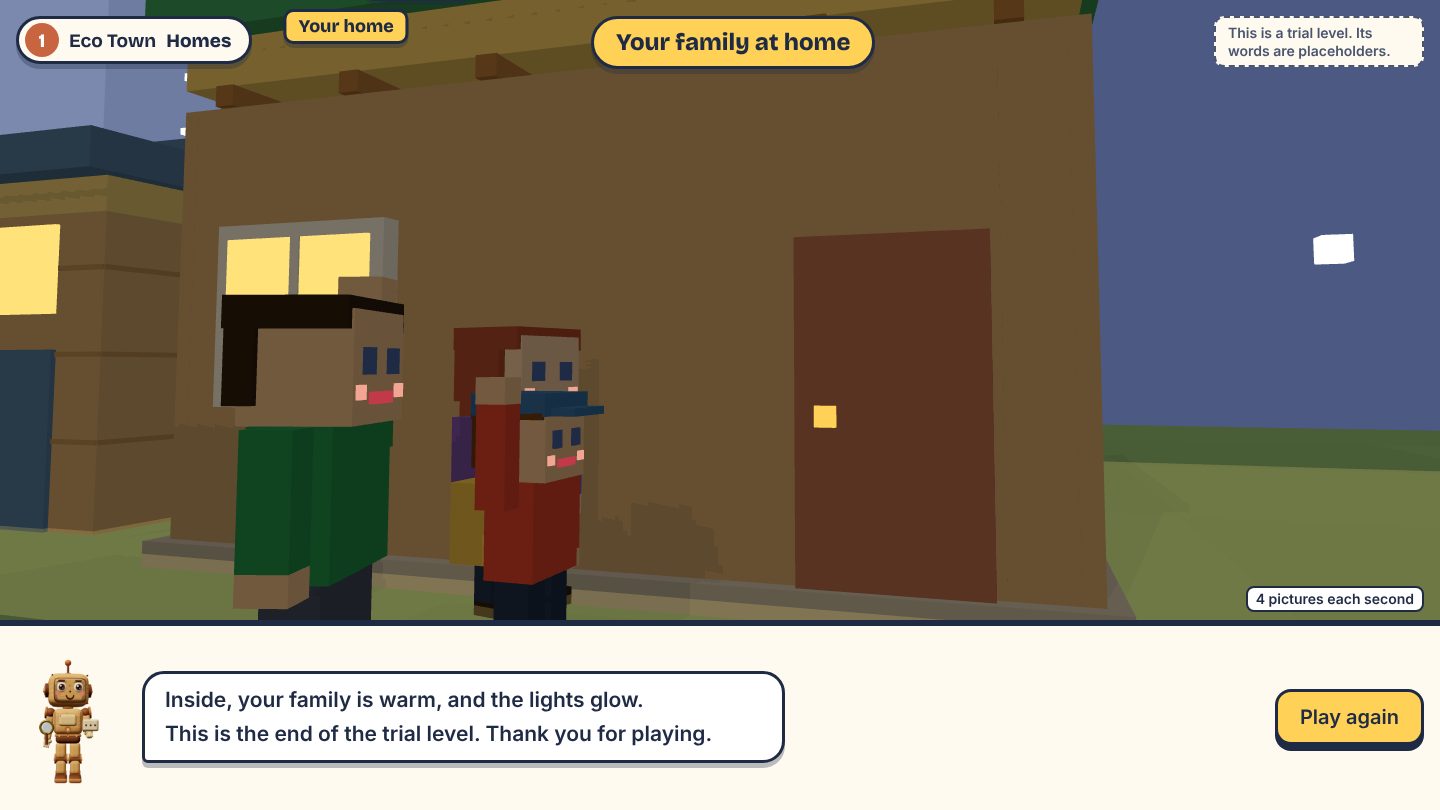 1 Eco Town Homes
Your home
Your family at home
This is a trial level. Its
words are placeholders.
4 pictures each second
Inside, your family is warm, and the lights glow.
This is the end of the trial level. Thank you for playing.
Play again